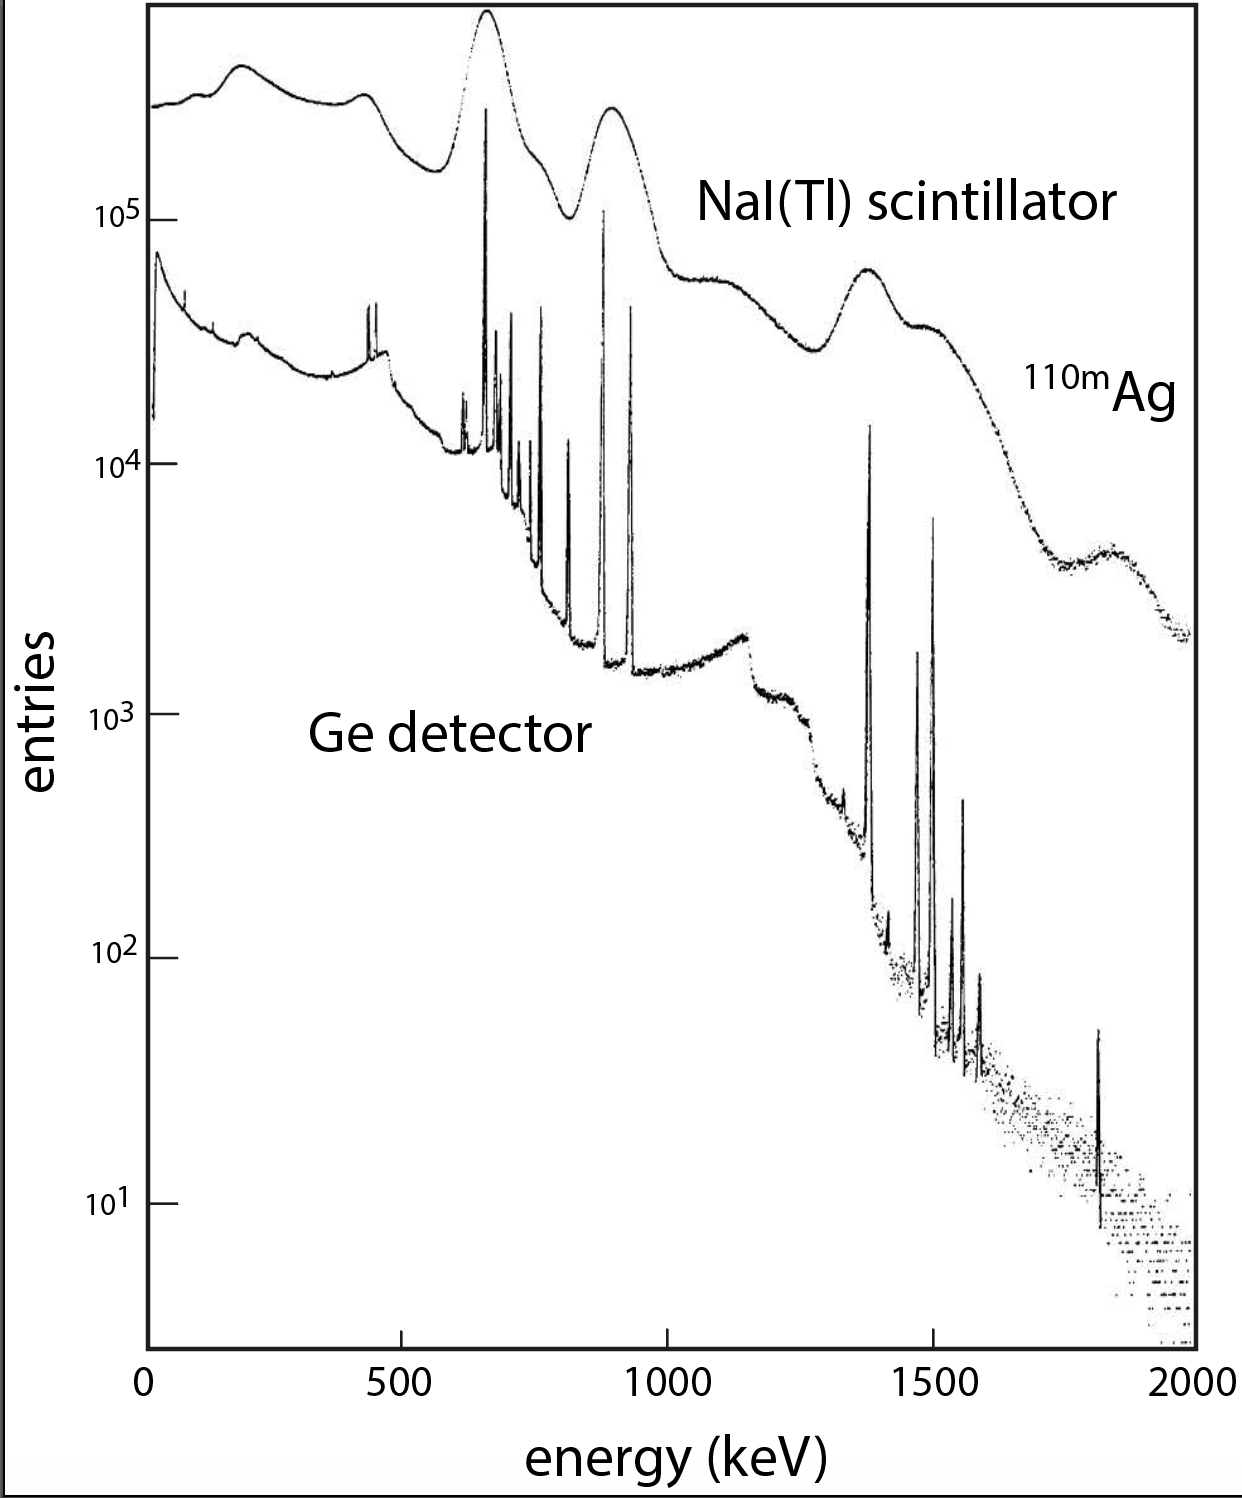 NaI(Tl) scintillator
10⁵
¹¹⁰ᵐAg
10⁴
10³
Ge detector
entries
10²
10¹
0 500 1000 1500 2000
energy (keV)